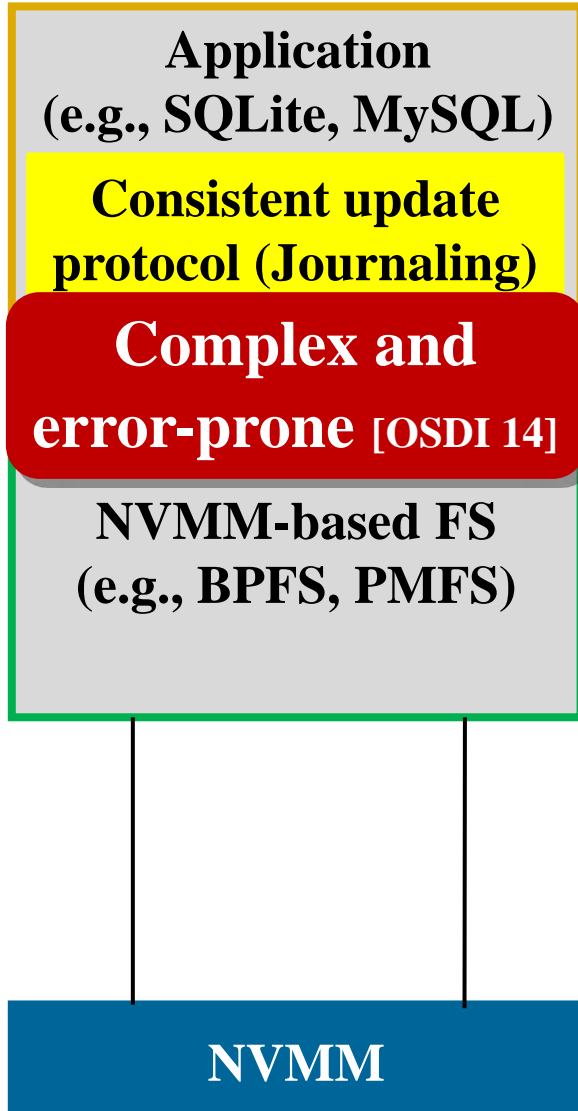 Application
(e.g., SQLite, MySQL)
Consistent update
protocol (Journaling)
Complex and
error-prone [OSDI 14]
NVMM-based FS
(e.g., BPFS, PMFS)
NVMM